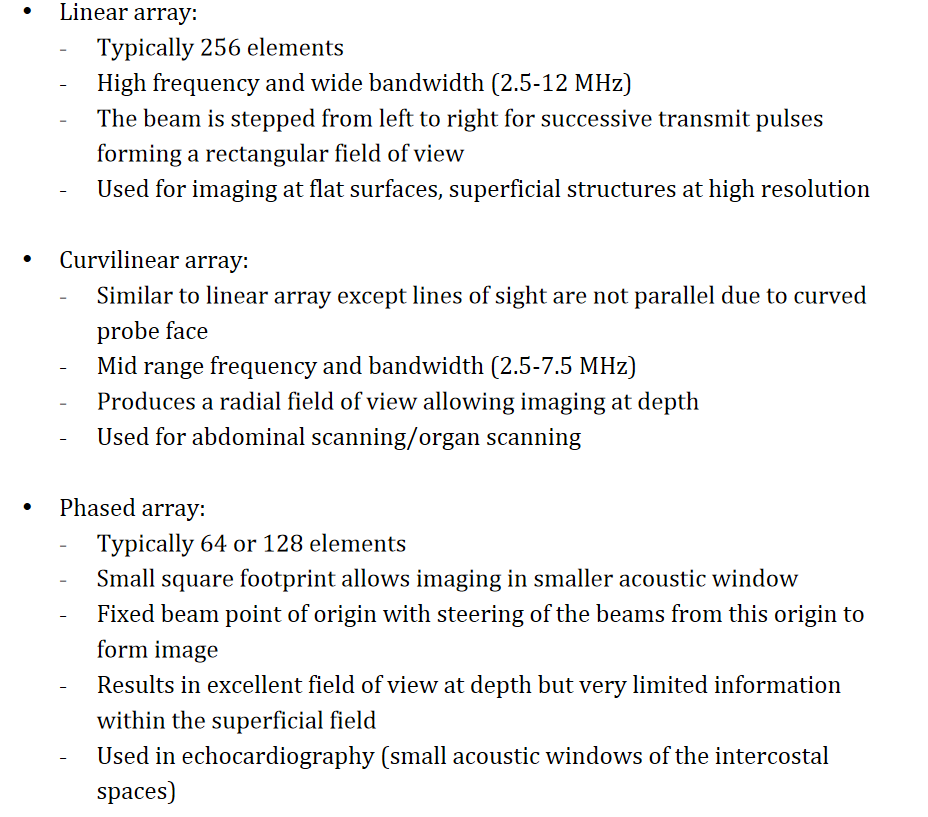 • Linear array:
- Typically 256 elements
- High frequency and wide bandwidth (2.5-12 MHz)
- The beam is stepped from left to right for successive transmit pulses
forming a rectangular field of view
- Used for imaging at flat surfaces, superficial structures at high resolution
• Curvilinear array:
- Similar to linear array except lines of sight are not parallel due to curved
probe face
- Mid range frequency and bandwidth (2.5-7.5 MHz)
- Produces a radial field of view allowing imaging at depth
- Used for abdominal scanning/organ scanning
• Phased array:
- Typically 64 or 128 elements
- Small square footprint allows imaging in smaller acoustic window
- Fixed beam point of origin with steering of the beams from this origin to
form image
- Results in excellent field of view at depth but very limited information
within the superficial field
- Used in echocardiography (small acoustic windows of the intercostal
spaces)